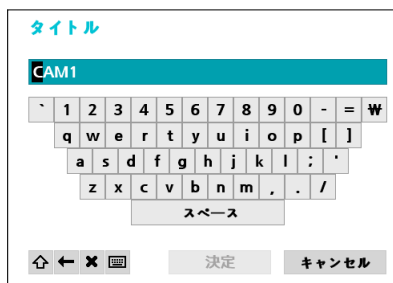 タイトル
CAM1
` 1 2 3 4 5 6 7 8 9 0 - = ₩
q w e r t y u i o p [ ]
a s d f g h j k l ; '
z x c v b n m , . /
スペース
決定 キャンセル